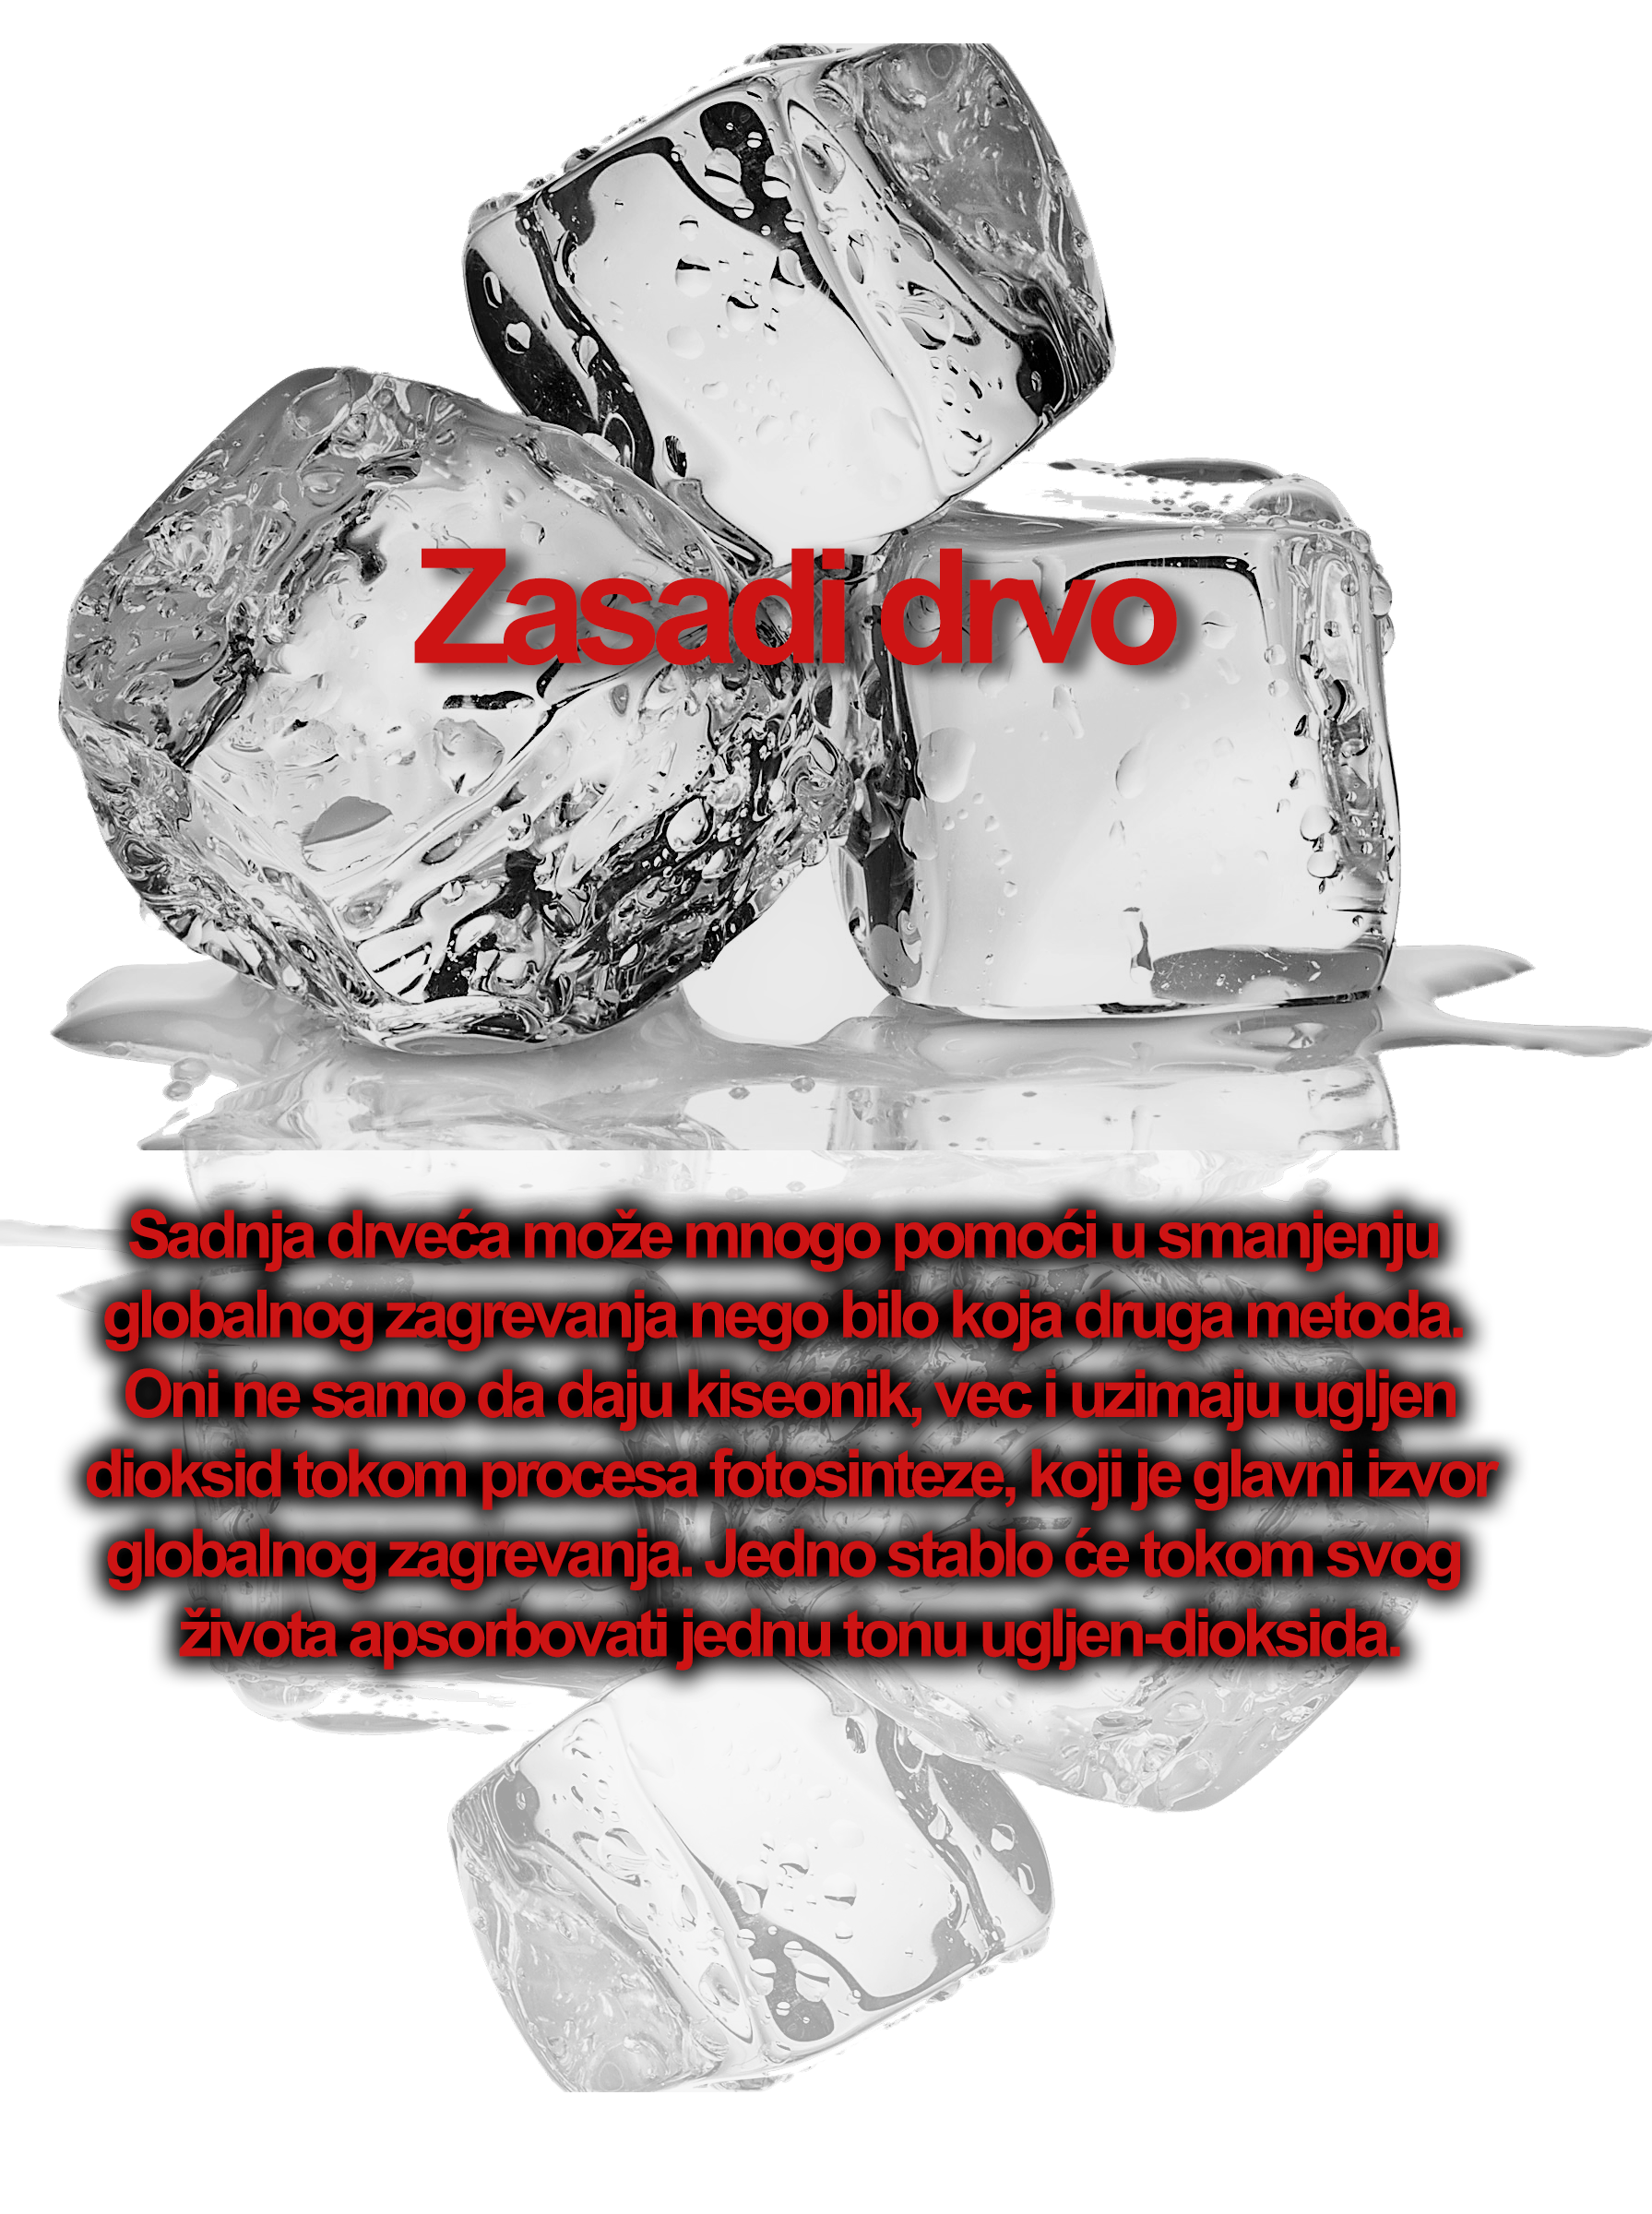 Zasadi drvo
Sadnja drveća može mnogo pomoći u smanjenju
globalnog zagrevanja nego bilo koja druga metoda.
Oni ne samo da daju kiseonik, vec i uzimaju ugljen
dioksid tokom procesa fotosinteze, koji je glavni izvor
globalnog zagrevanja. Jedno stablo će tokom svog
života apsorbovati jednu tonu ugljen-dioksida.